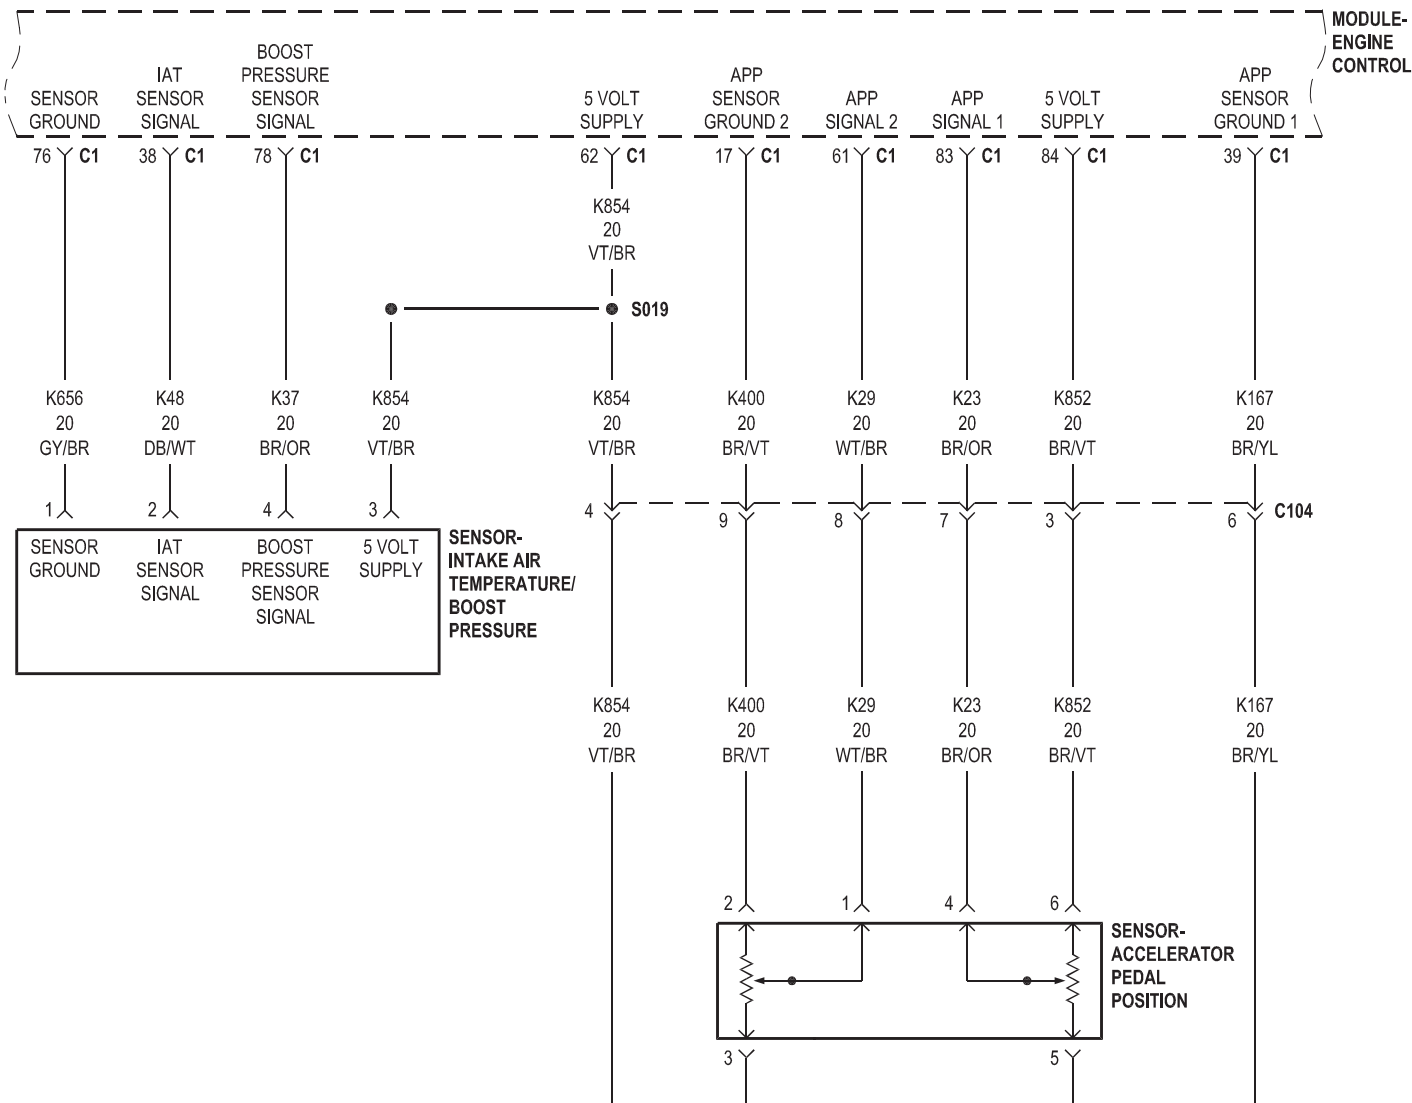 MODULE-
ENGINE
CONTROL
SENSOR
GROUND
IAT
SENSOR
SIGNAL
BOOST
PRESSURE
SENSOR
SIGNAL
5 VOLT
SUPPLY
APP
SENSOR
GROUND 2
APP
SIGNAL 2
APP
SIGNAL 1
5 VOLT
SUPPLY
APP
SENSOR
GROUND 1
76 C1
38 C1
78 C1
62 C1
17 C1
61 C1
83 C1
84 C1
39 C1
K854
20
VT/BR
S019
K656
20
GY/BR
K48
20
DB/WT
K37
20
BR/OR
K854
20
VT/BR
K854
20
VT/BR
K400
20
BR/VT
K29
20
WT/BR
K23
20
BR/OR
K852
20
BR/VT
K167
20
BR/YL
1
2
4
3
4
9
8
7
3
6
C104
SENSOR
GROUND
IAT
SENSOR
SIGNAL
BOOST
PRESSURE
SENSOR
SIGNAL
5 VOLT
SUPPLY
SENSOR-
INTAKE AIR
TEMPERATURE/
BOOST
PRESSURE
K854
20
VT/BR
K400
20
BR/VT
K29
20
WT/BR
K23
20
BR/OR
K852
20
BR/VT
K167
20
BR/YL
2
1
4
6
SENSOR-
ACCELERATOR
PEDAL
POSITION
3
5